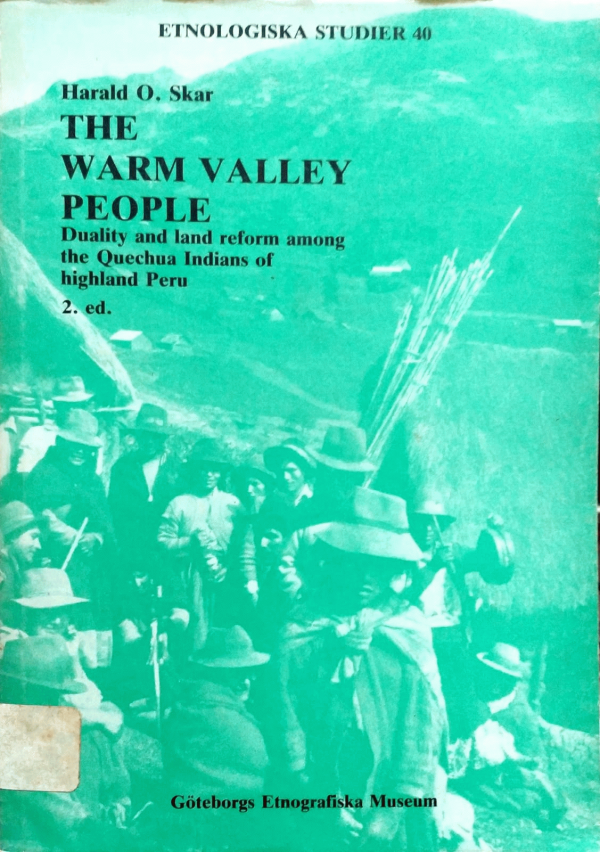 ETNOLOGISKA STUDIER 40
Harald O. Skar
THE
WARM VALLEY
PEOPLE
Duality and land reform among
the Quechua Indians of
highland Peru
2. ed.
Göteborgs Etnografiska Museum